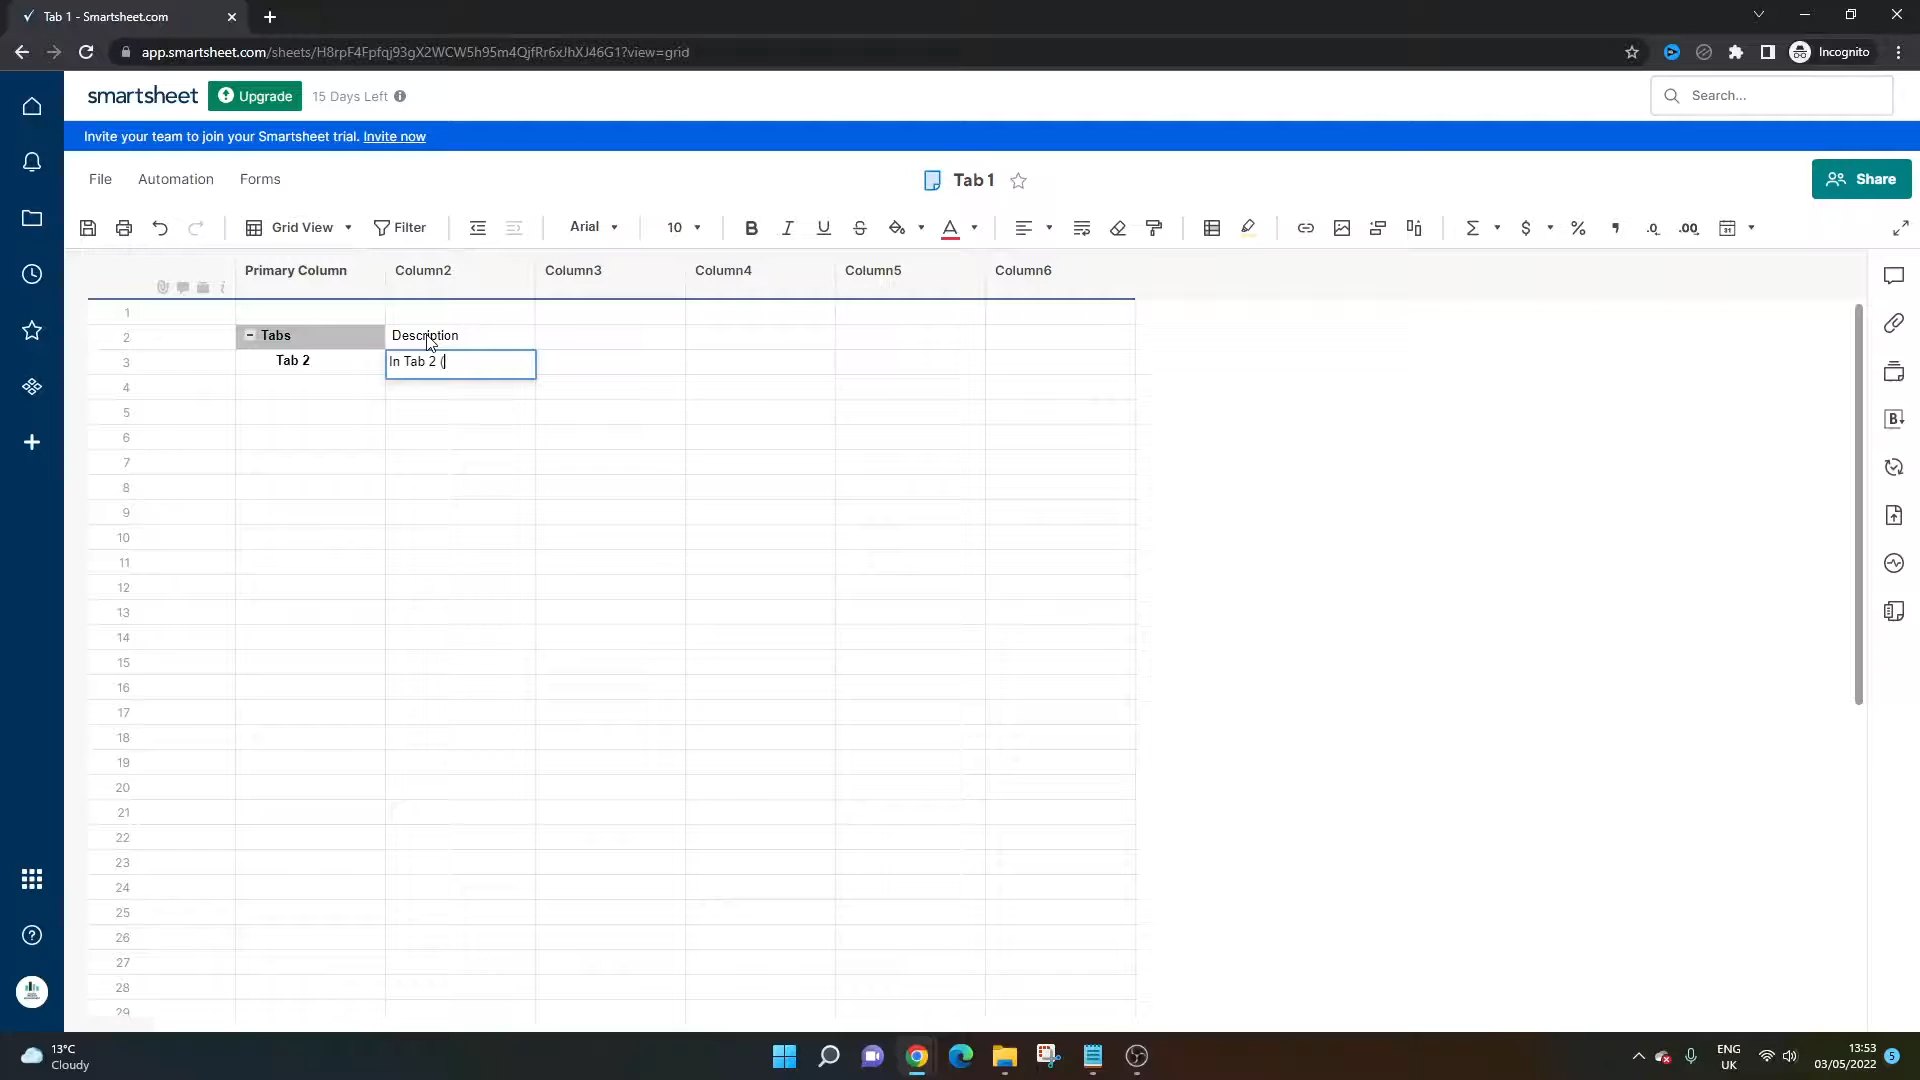 Tab 1 - Smartsheet.com
app.smartsheet.com/sheets/H8rpF4Fpfqj93gX2WCW5h95m4QjfRr6xJhXJ46G1?view=grid
Incognito
smartsheet
Upgrade
15 Days Left
Search...
Invite your team to join your Smartsheet trial. Invite now
File
Automation
Forms
Tab 1
Share
Grid View
Filter
Arial
10
Primary Column
Column2
Column3
Column4
Column5
Column6
1
2
Tabs
Description
3
Tab 2
In Tab 2 (
4
5
6
7
8
9
10
11
12
13
14
15
16
17
18
19
20
21
22
23
24
25
26
27
28
29
13°C
Cloudy
ENG
UK
13:53
03/05/2022
5